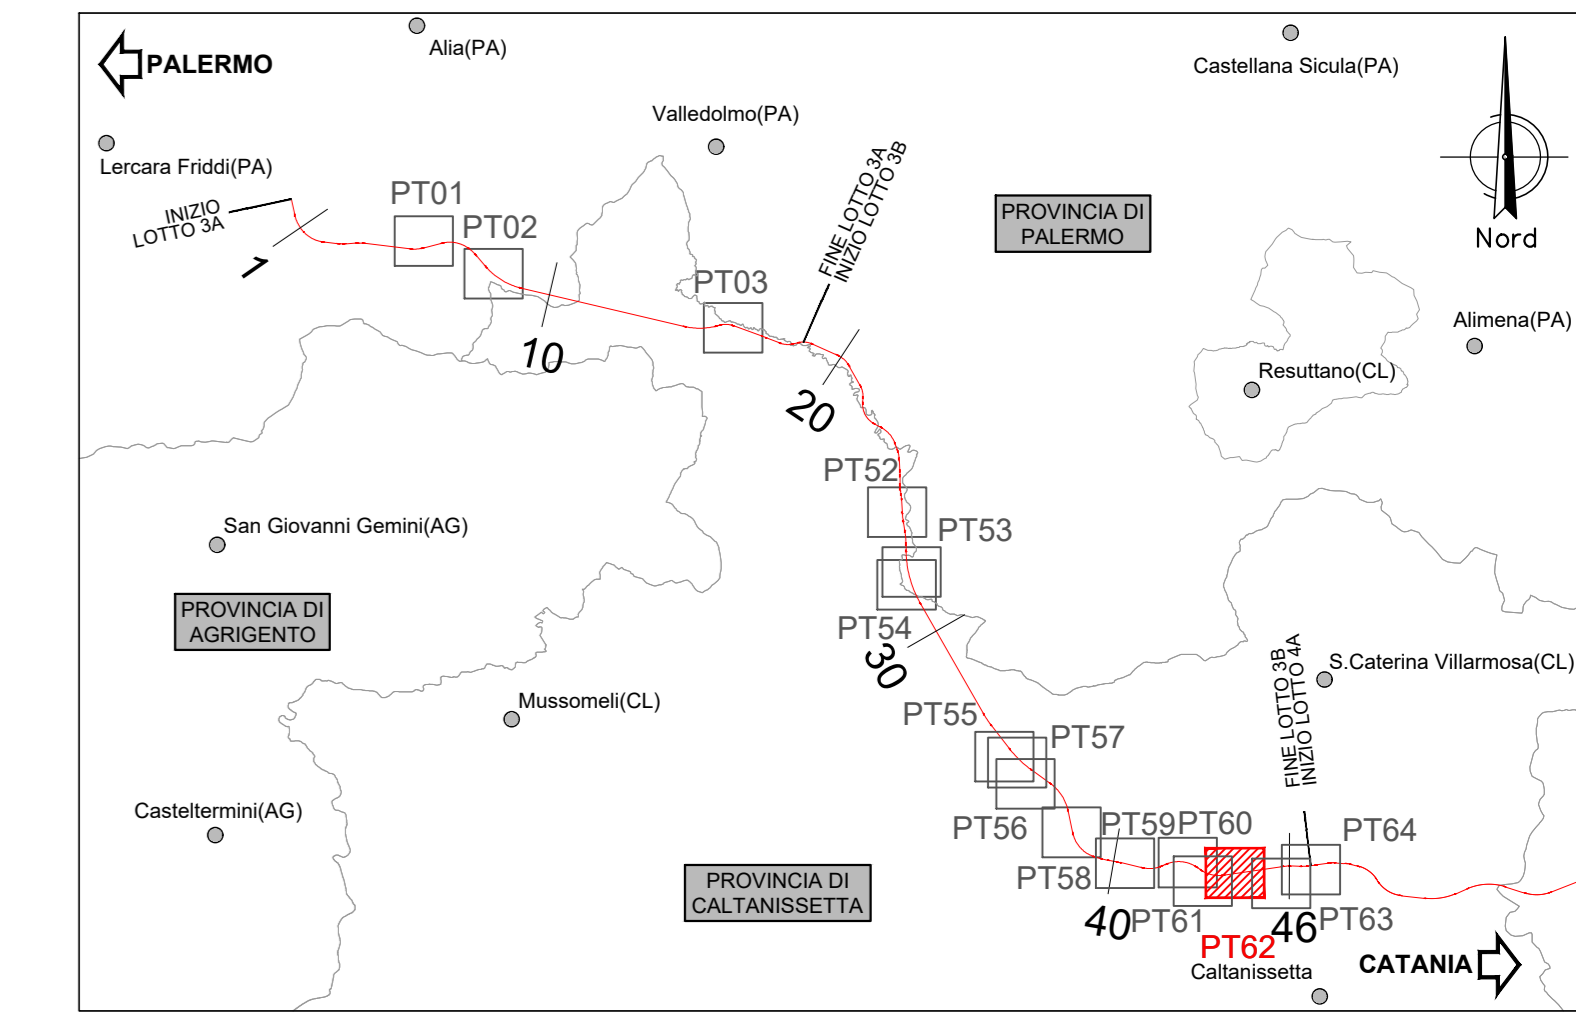 Alia(PA)
PALERMO
Castellana Sicula(PA)
Valledolmo(PA)
Lercara Friddi(PA)
Nord
INIZIO
LOTTO 3A
PT01
PT02
1
FINE LOTTO 3A
INIZIO LOTTO 3B
PROVINCIA DI
PALERMO
PT03
10
20
Alimena(PA)
Resuttano(CL)
PT52
PT53
San Giovanni Gemini(AG)
PROVINCIA DI
AGRIGENTO
PT54
30
S.Caterina Villarmosa(CL)
Mussomeli(CL)
PT55
PT57
FINE LOTTO 3B
INIZIO LOTTO 4A
Casteltermini(AG)
PT56
PT59
PT60
PT64
PT58
PROVINCIA DI
CALTANISSETTA
40
PT61
46
PT63
PT62
Caltanissetta
CATANIA